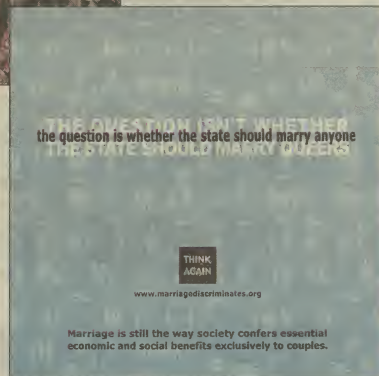 THE QUESTION ISN'T WHETHER
the question is whether the state should marry anyone
THE STATE SHOULD MARRY QUEERS
THINK
AGAIN
www.marriagediscriminates.org
Marriage is still the way society confers essential
economic and social benefits exclusively to couples.